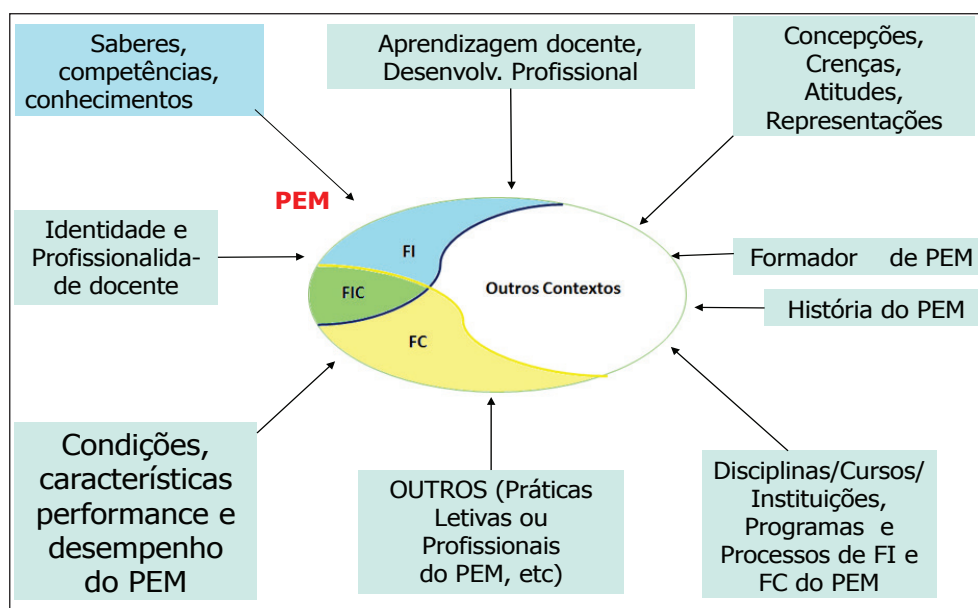 Saberes,
competências,
conhecimentos
Aprendizagem docente,
Desenvolv. Profissional
Concepções,
Crenças,
Atitudes,
Representações
PEM
Identidade e
Profissionalida-
de docente
FI
FIC
FC
Outros Contextos
Formador de PEM
História do PEM
Condições,
características
performance e
desempenho
do PEM
OUTROS (Práticas
Letivas ou
Profissionais
do PEM, etc)
Disciplinas/Cursos/
Instituições,
Programas e
Processos de FI e
FC do PEM